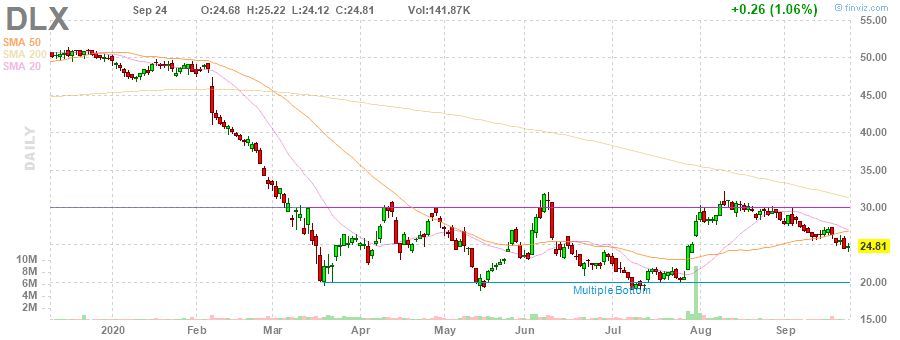 DLX Sep 24 O:24.68 H:25.22 L:24.12 C:24.81 Vol:141.87K +0.26 (1.06%) © finviz.com
SMA 50
SMA 200
SMA 20
DAILY
55.00
50.00
45.00
40.00
35.00
30.00
24.81
20.00
15.00
10M
8M
6M
4M
2M
Multiple Bottom
2020 Feb Mar Apr May Jun Jul Aug Sep